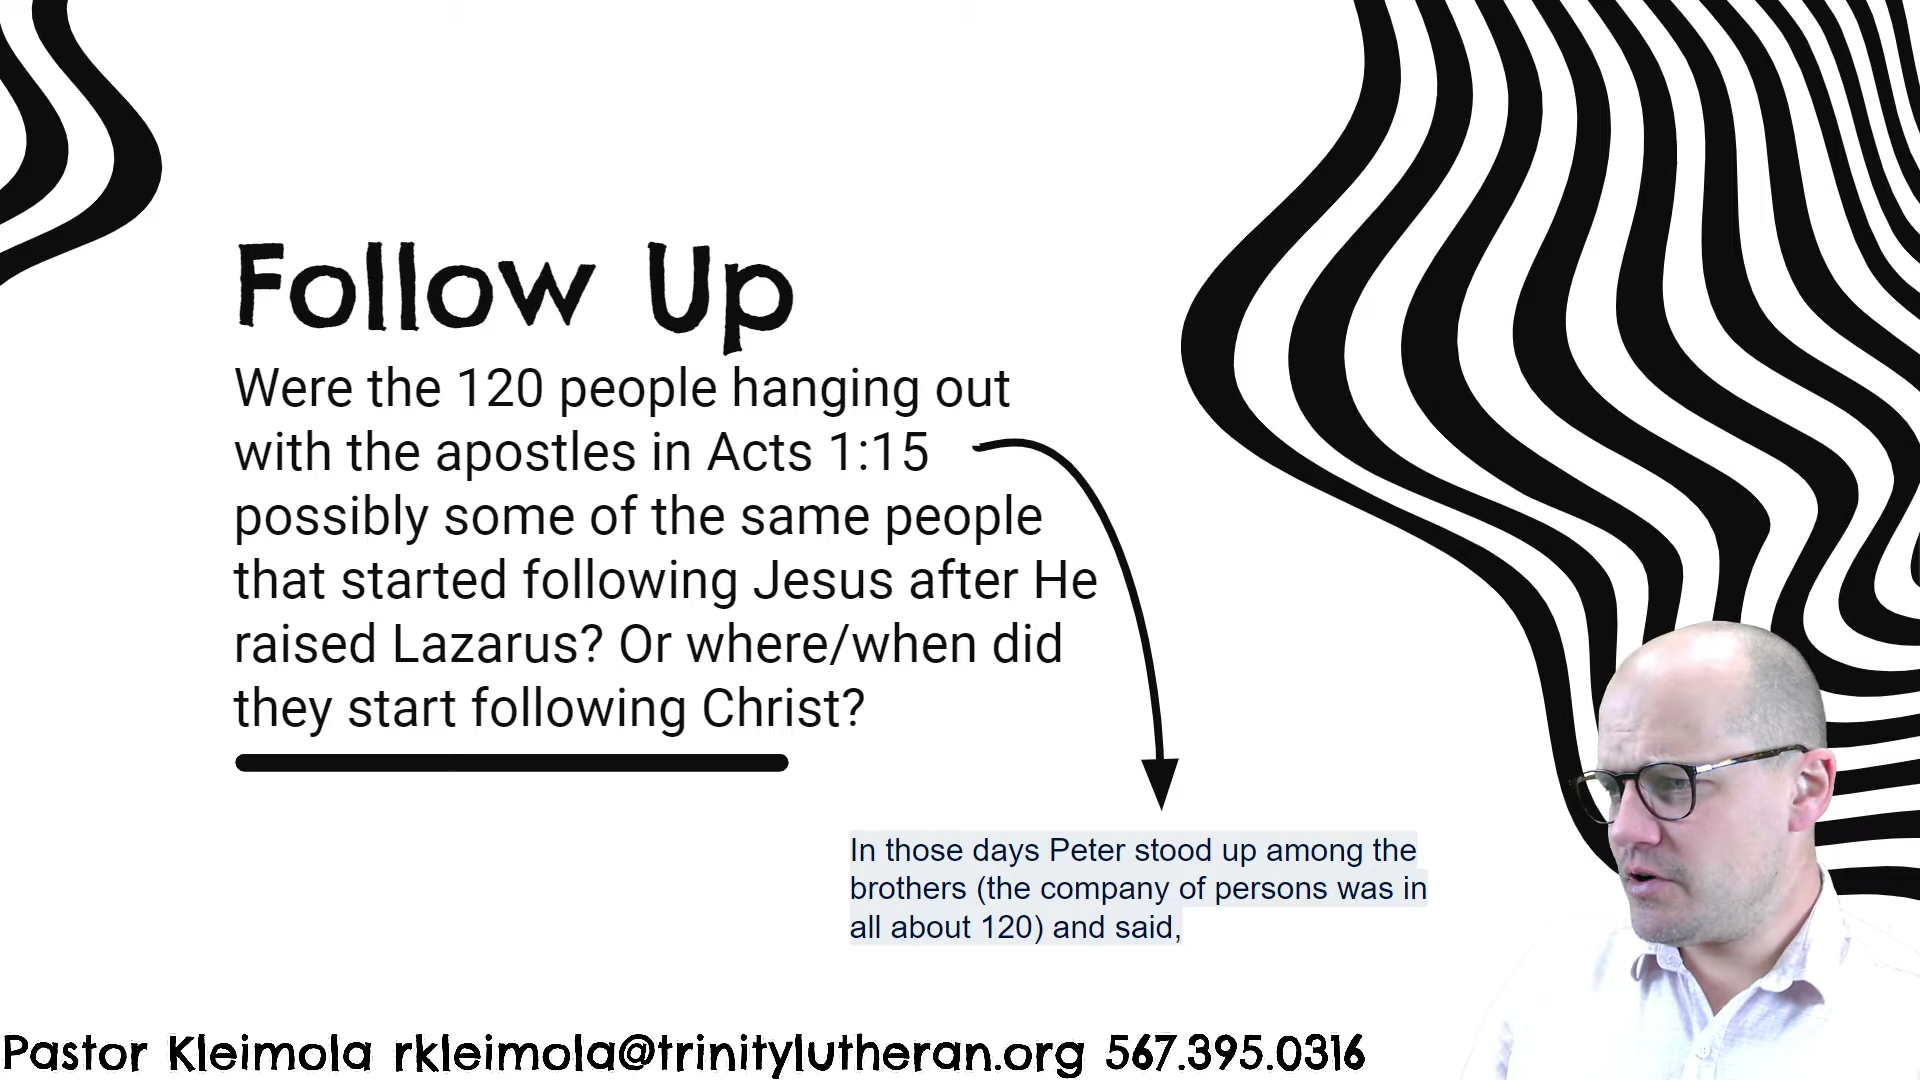 Follow Up
Were the 120 people hanging out
with the apostles in Acts 1:15
possibly some of the same people
that started following Jesus after He
raised Lazarus? Or where/when did
they start following Christ?
In those days Peter stood up among the
brothers (the company of persons was in
all about 120) and said,
Pastor Kleimola rkleimola@trinitylutheran.org 567.395.0316